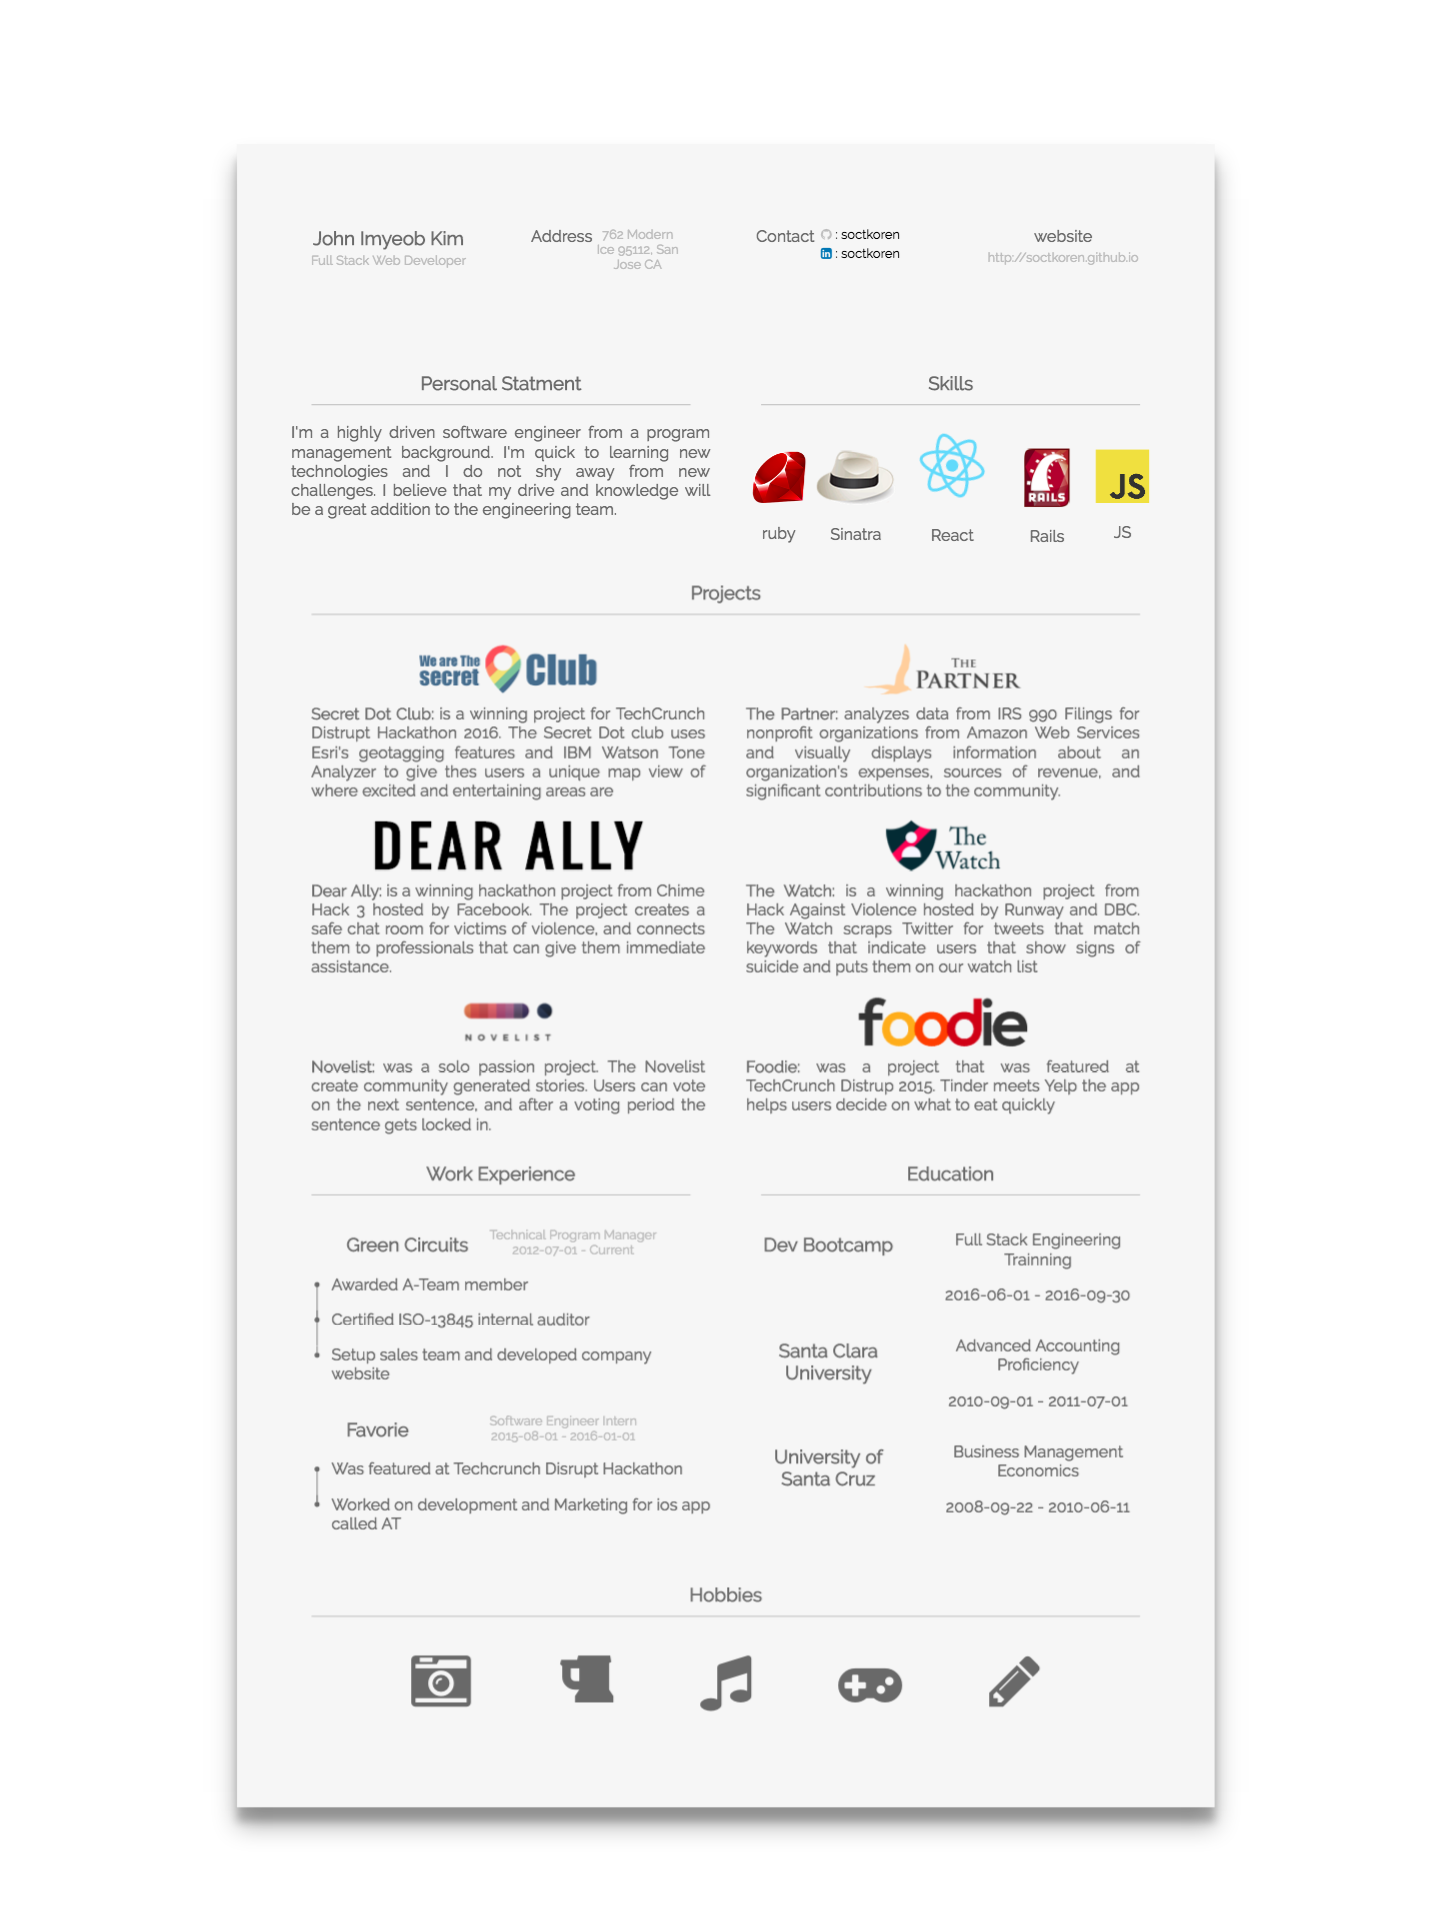 John Imyeob Kim
Full Stack Web Developer
Address
762 Modern
Ice 95112, San
Jose CA
Contact
: soctkoren
in : soctkoren
website
http://soctkoren.github.io
Personal Statment
I'm a highly driven software engineer from a program
management background. I'm quick to learning new
technologies and I do not shy away from new
challenges. I believe that my drive and knowledge will
be a great addition to the engineering team.
Skills
RAILS
JS
ruby
Sinatra
React
Rails
JS
Projects
We are The
secret Club
Secret Dot Club: is a winning project for TechCrunch
Distrupt Hackathon 2016. The Secret Dot club uses
Esri's geotagging features and IBM Watson Tone
Analyzer to give thes users a unique map view of
where excited and entertaining areas are
THE
PARTNER
The Partner: analyzes data from IRS 990 Filings for
nonprofit organizations from Amazon Web Services
and visually displays information about an
organization's expenses, sources of revenue, and
significant contributions to the community.
DEAR ALLY
Dear Ally: is a winning hackathon project from Chime
Hack 3 hosted by Facebook. The project creates a
safe chat room for victims of violence, and connects
them to professionals that can give them immediate
assistance.
The
Watch
The Watch: is a winning hackathon project from
Hack Against Violence hosted by Runway and DBC.
The Watch scraps Twitter for tweets that match
keywords that indicate users that show signs of
suicide and puts them on our watch list
NOVELIST
Novelist: was a solo passion project. The Novelist
create community generated stories. Users can vote
on the next sentence, and after a voting period the
sentence gets locked in.
foodie
Foodie: was a project that was featured at
TechCrunch Distrup 2015. Tinder meets Yelp the app
helps users decide on what to eat quickly
Work Experience
Green Circuits
Technical Program Manager
2012-07-01 - Current
Awarded A-Team member
Certified ISO-13845 internal auditor
Setup sales team and developed company
website
Favorie
Software Engineer Intern
2015-08-01 - 2016-01-01
Was featured at Techcrunch Disrupt Hackathon
Worked on development and Marketing for ios app
called AT
Education
Dev Bootcamp
Full Stack Engineering
Trainning
2016-06-01 - 2016-09-30
Santa Clara
University
Advanced Accounting
Proficiency
2010-09-01 - 2011-07-01
University of
Santa Cruz
Business Management
Economics
2008-09-22 - 2010-06-11
Hobbies